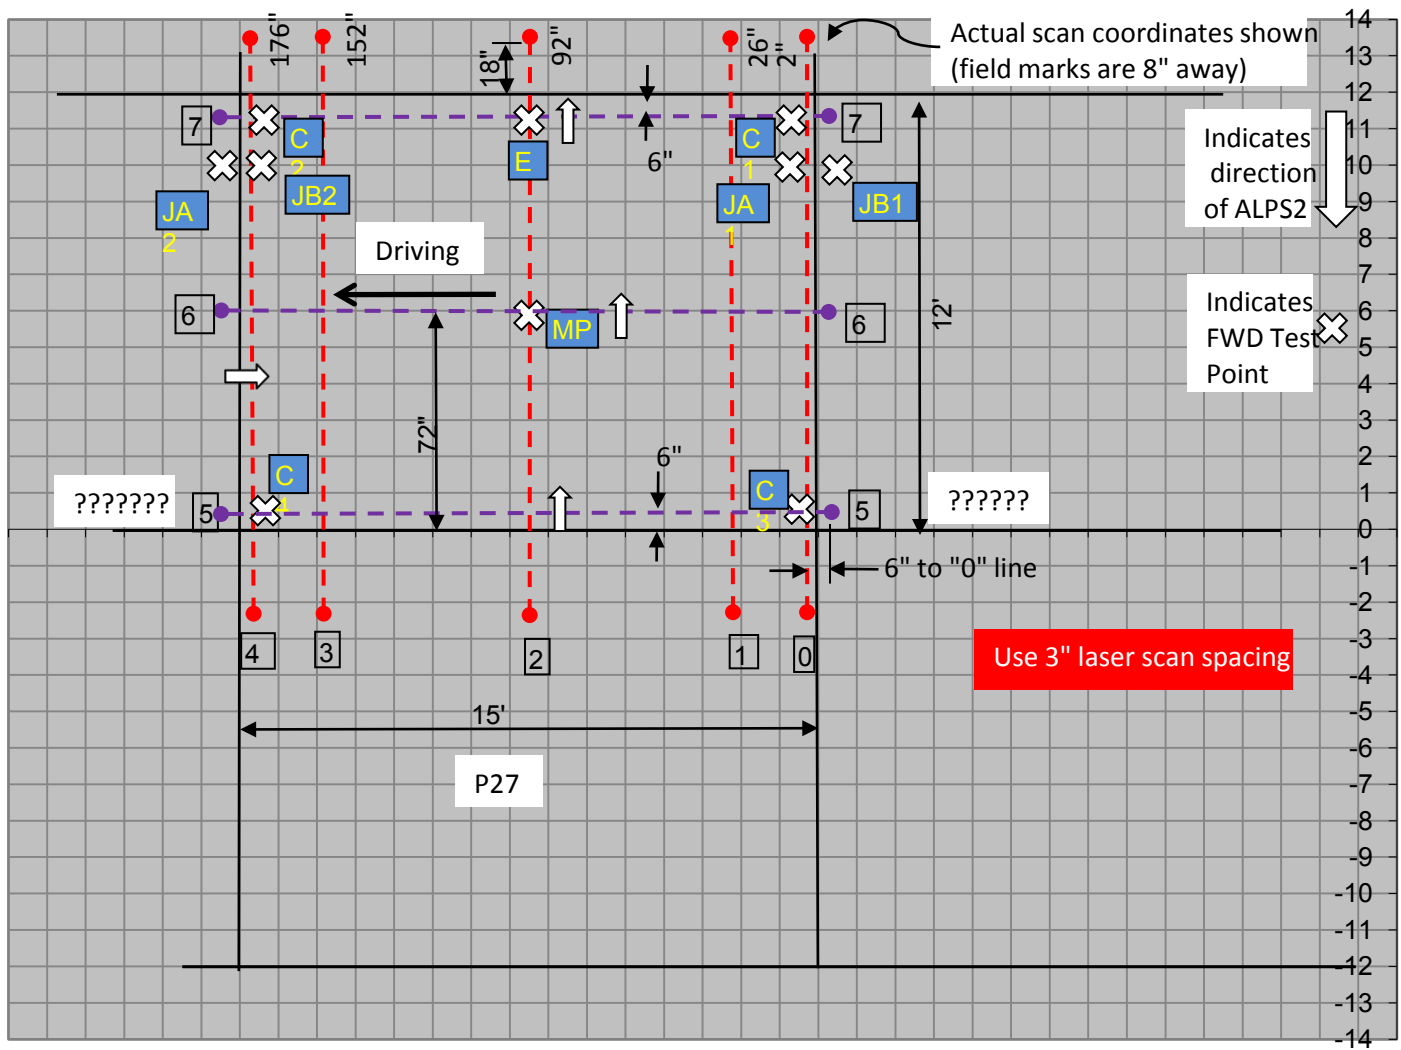 176"
152"
18"
92"
26"
2"
Actual scan coordinates shown
(field marks are 8" away)
14
13
12
11
10
9
8
7
6
5
4
3
2
1
0
-1
-2
-3
-4
-5
-6
-7
-8
-9
-10
-11
-12
-13
-14
7
C
2
E
6"
C
1
7
Indicates
direction
of ALPS2
JA
2
JB2
JA
1
JB1
Driving
6
MP
6
12'
Indicates
FWD Test
Point
72"
C
4
6"
C
3
???????
5
5
??????
6" to "0" line
4
3
2
1
0
Use 3" laser scan spacing
15'
P27